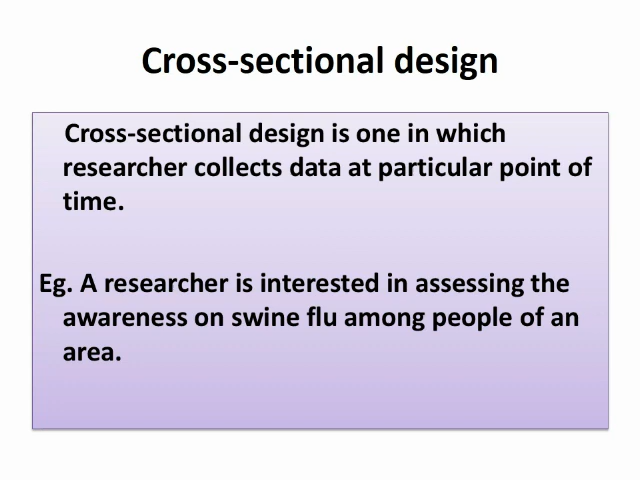 Cross-sectional design
Cross-sectional design is one in which
researcher collects data at particular point of
time.
Eg. A researcher is interested in assessing the
awareness on swine flu among people of an
area.